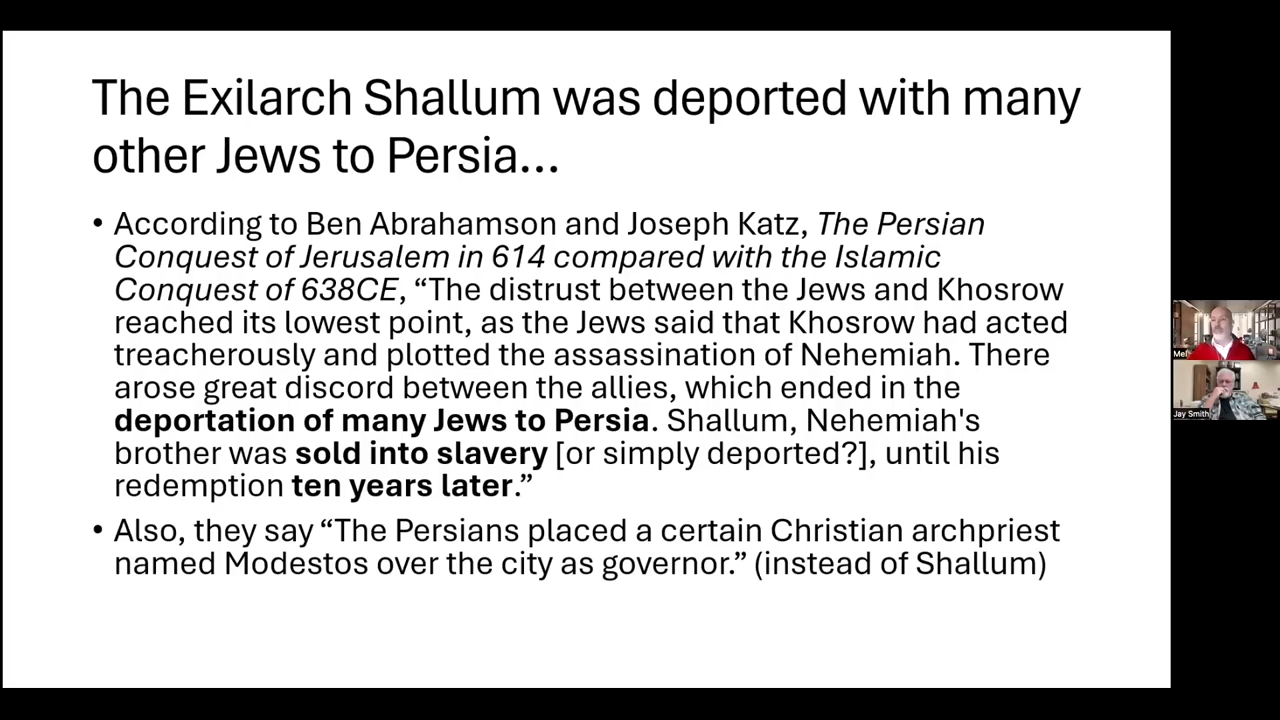 The Exilarch Shallum was deported with many
other Jews to Persia...
• According to Ben Abrahamson and Joseph Katz, The Persian
Conquest of Jerusalem in 614 compared with the Islamic
Conquest of 638CE, “The distrust between the Jews and Khosrow
reached its lowest point, as the Jews said that Khosrow had acted
treacherously and plotted the assassination of Nehemiah. There
arose great discord between the allies, which ended in the
deportation of many Jews to Persia. Shallum, Nehemiah's
brother was sold into slavery [or simply deported?], until his
redemption ten years later.”
• Also, they say “The Persians placed a certain Christian archpriest
named Modestos over the city as governor.” (instead of Shallum)
Mel
Jay Smith